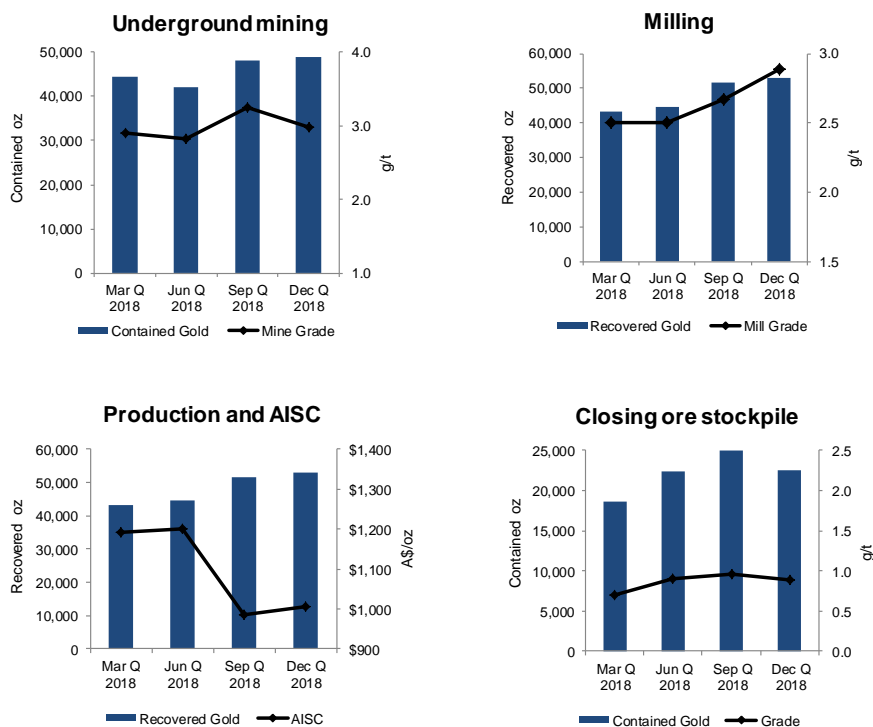 Underground mining
50,000
40,000
30,000
20,000
10,000
0
Contained oz
4.0
3.0
2.0
1.0
g/t
Mar Q 2018
Jun Q 2018
Sep Q 2018
Dec Q 2018
Contained Gold
Mine Grade
Milling
60,000
50,000
40,000
30,000
20,000
10,000
0
Recovered oz
3.0
2.5
2.0
1.5
g/t
Mar Q 2018
Jun Q 2018
Sep Q 2018
Dec Q 2018
Recovered Gold
Mill Grade
Production and AISC
60,000
50,000
40,000
30,000
20,000
10,000
0
Recovered oz
$1,400
$1,300
$1,200
$1,100
$1,000
$900
A$/oz
Mar Q 2018
Jun Q 2018
Sep Q 2018
Dec Q 2018
Recovered Gold
AISC
Closing ore stockpile
25,000
20,000
15,000
10,000
5,000
0
Contained oz
2.5
2.0
1.5
1.0
0.5
0.0
g/t
Mar Q 2018
Jun Q 2018
Sep Q 2018
Dec Q 2018
Contained Gold
Grade